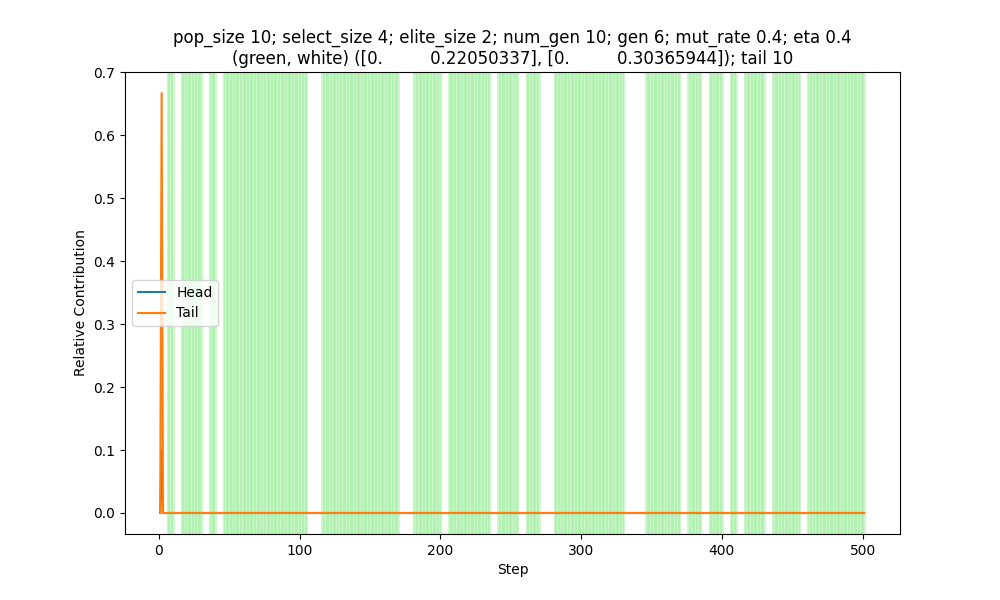 pop_size 10; select_size 4; elite_size 2; num_gen 10; gen 6; mut_rate 0.4; eta 0.4
(green, white) ([0.          0.22050337], [0.          0.30365944]); tail 10
0.7
0.6
0.5
0.4
0.3
0.2
0.1
0.0
Relative Contribution
Head
Tail
0
100
200
300
400
500
Step